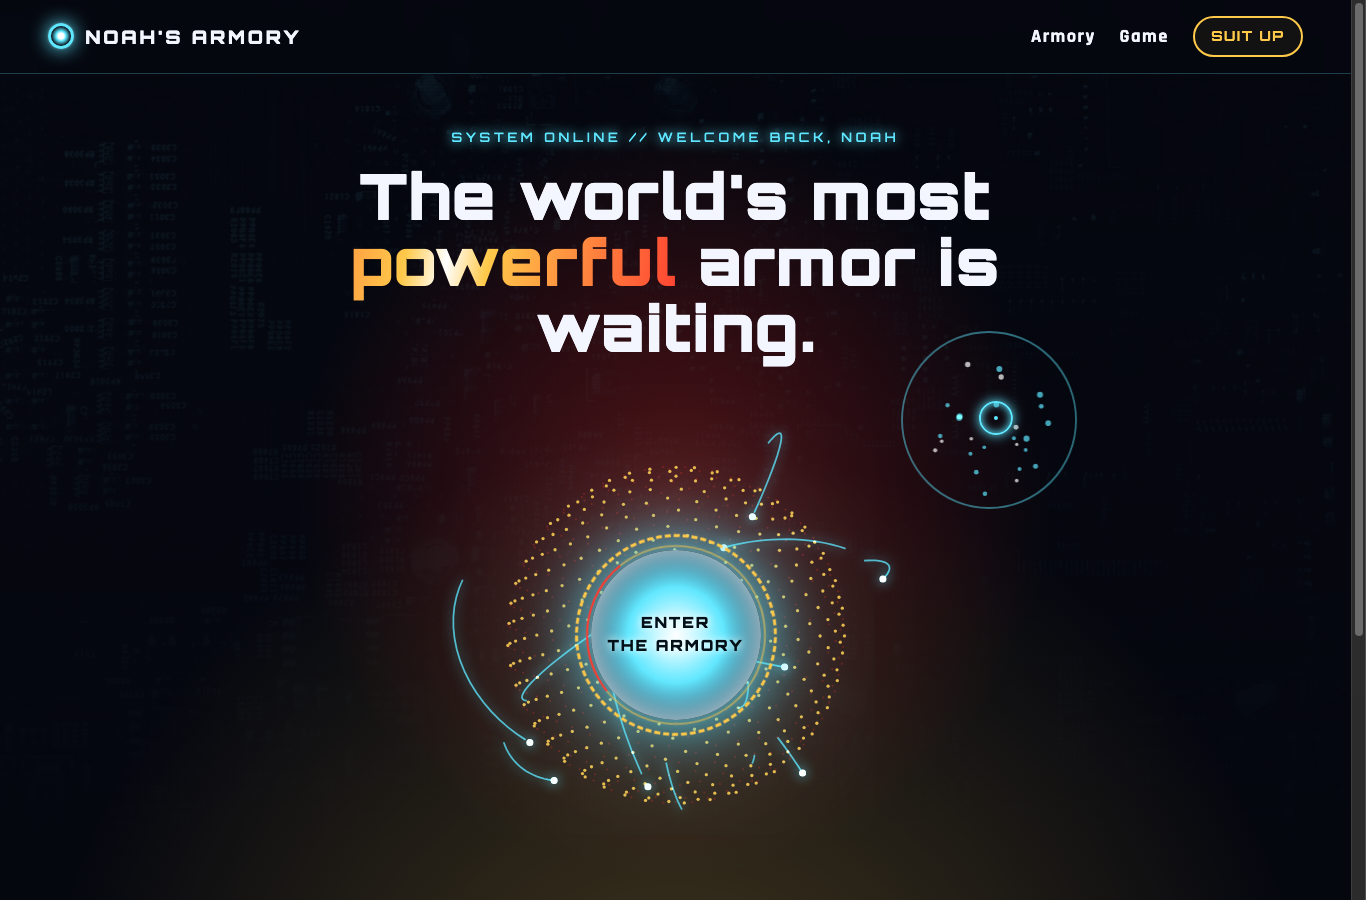 NOAH'S ARMORY
Armory
Game
SUIT UP
SYSTEM ONLINE // WELCOME BACK, NOAH
The world's most
powerful armor is
waiting.
ENTER
THE ARMORY